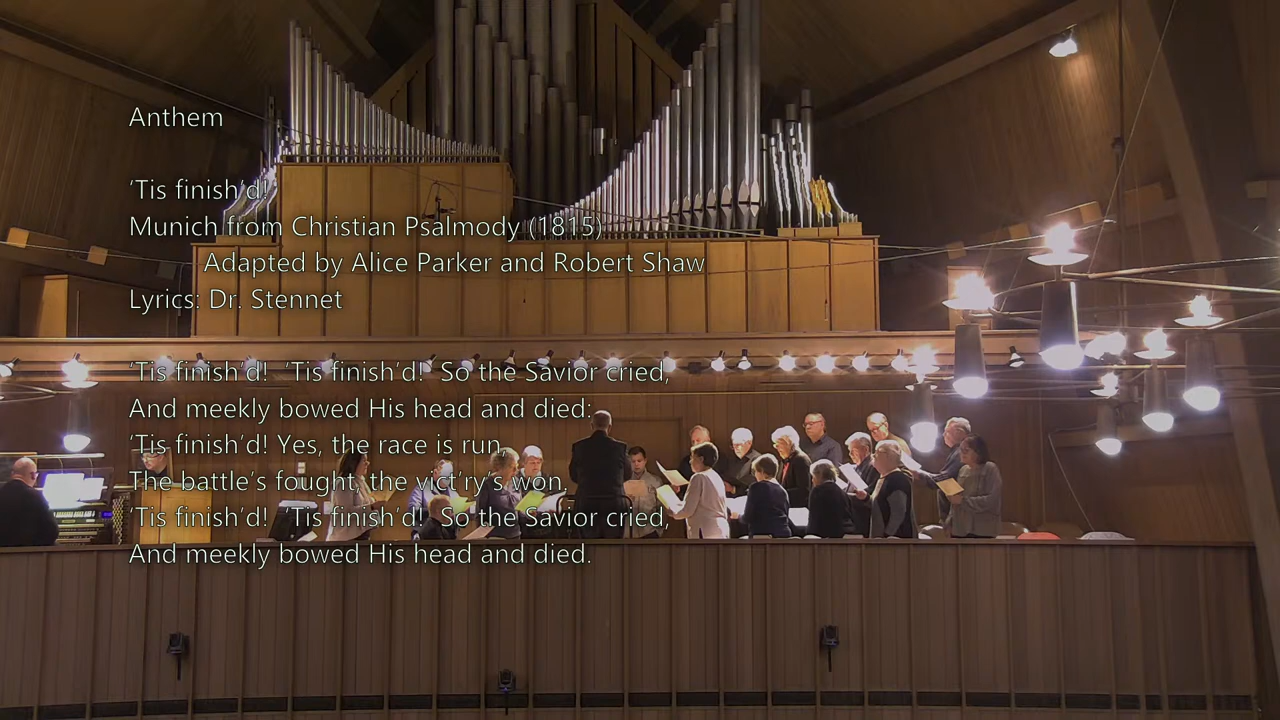 Anthem
‘Tis finish’d!
Munich from Christian Psalmody (1815)
Adapted by Alice Parker and Robert Shaw
Lyrics: Dr. Stennet
‘Tis finish’d!  ‘Tis finish’d!  So the Savior cried,
And meekly bowed His head and died:
‘Tis finish’d! Yes, the race is run,
The battle’s fought, the vict’ry’s won.
‘Tis finish’d!  ‘Tis finish’d!  So the Savior cried,
And meekly bowed His head and died.